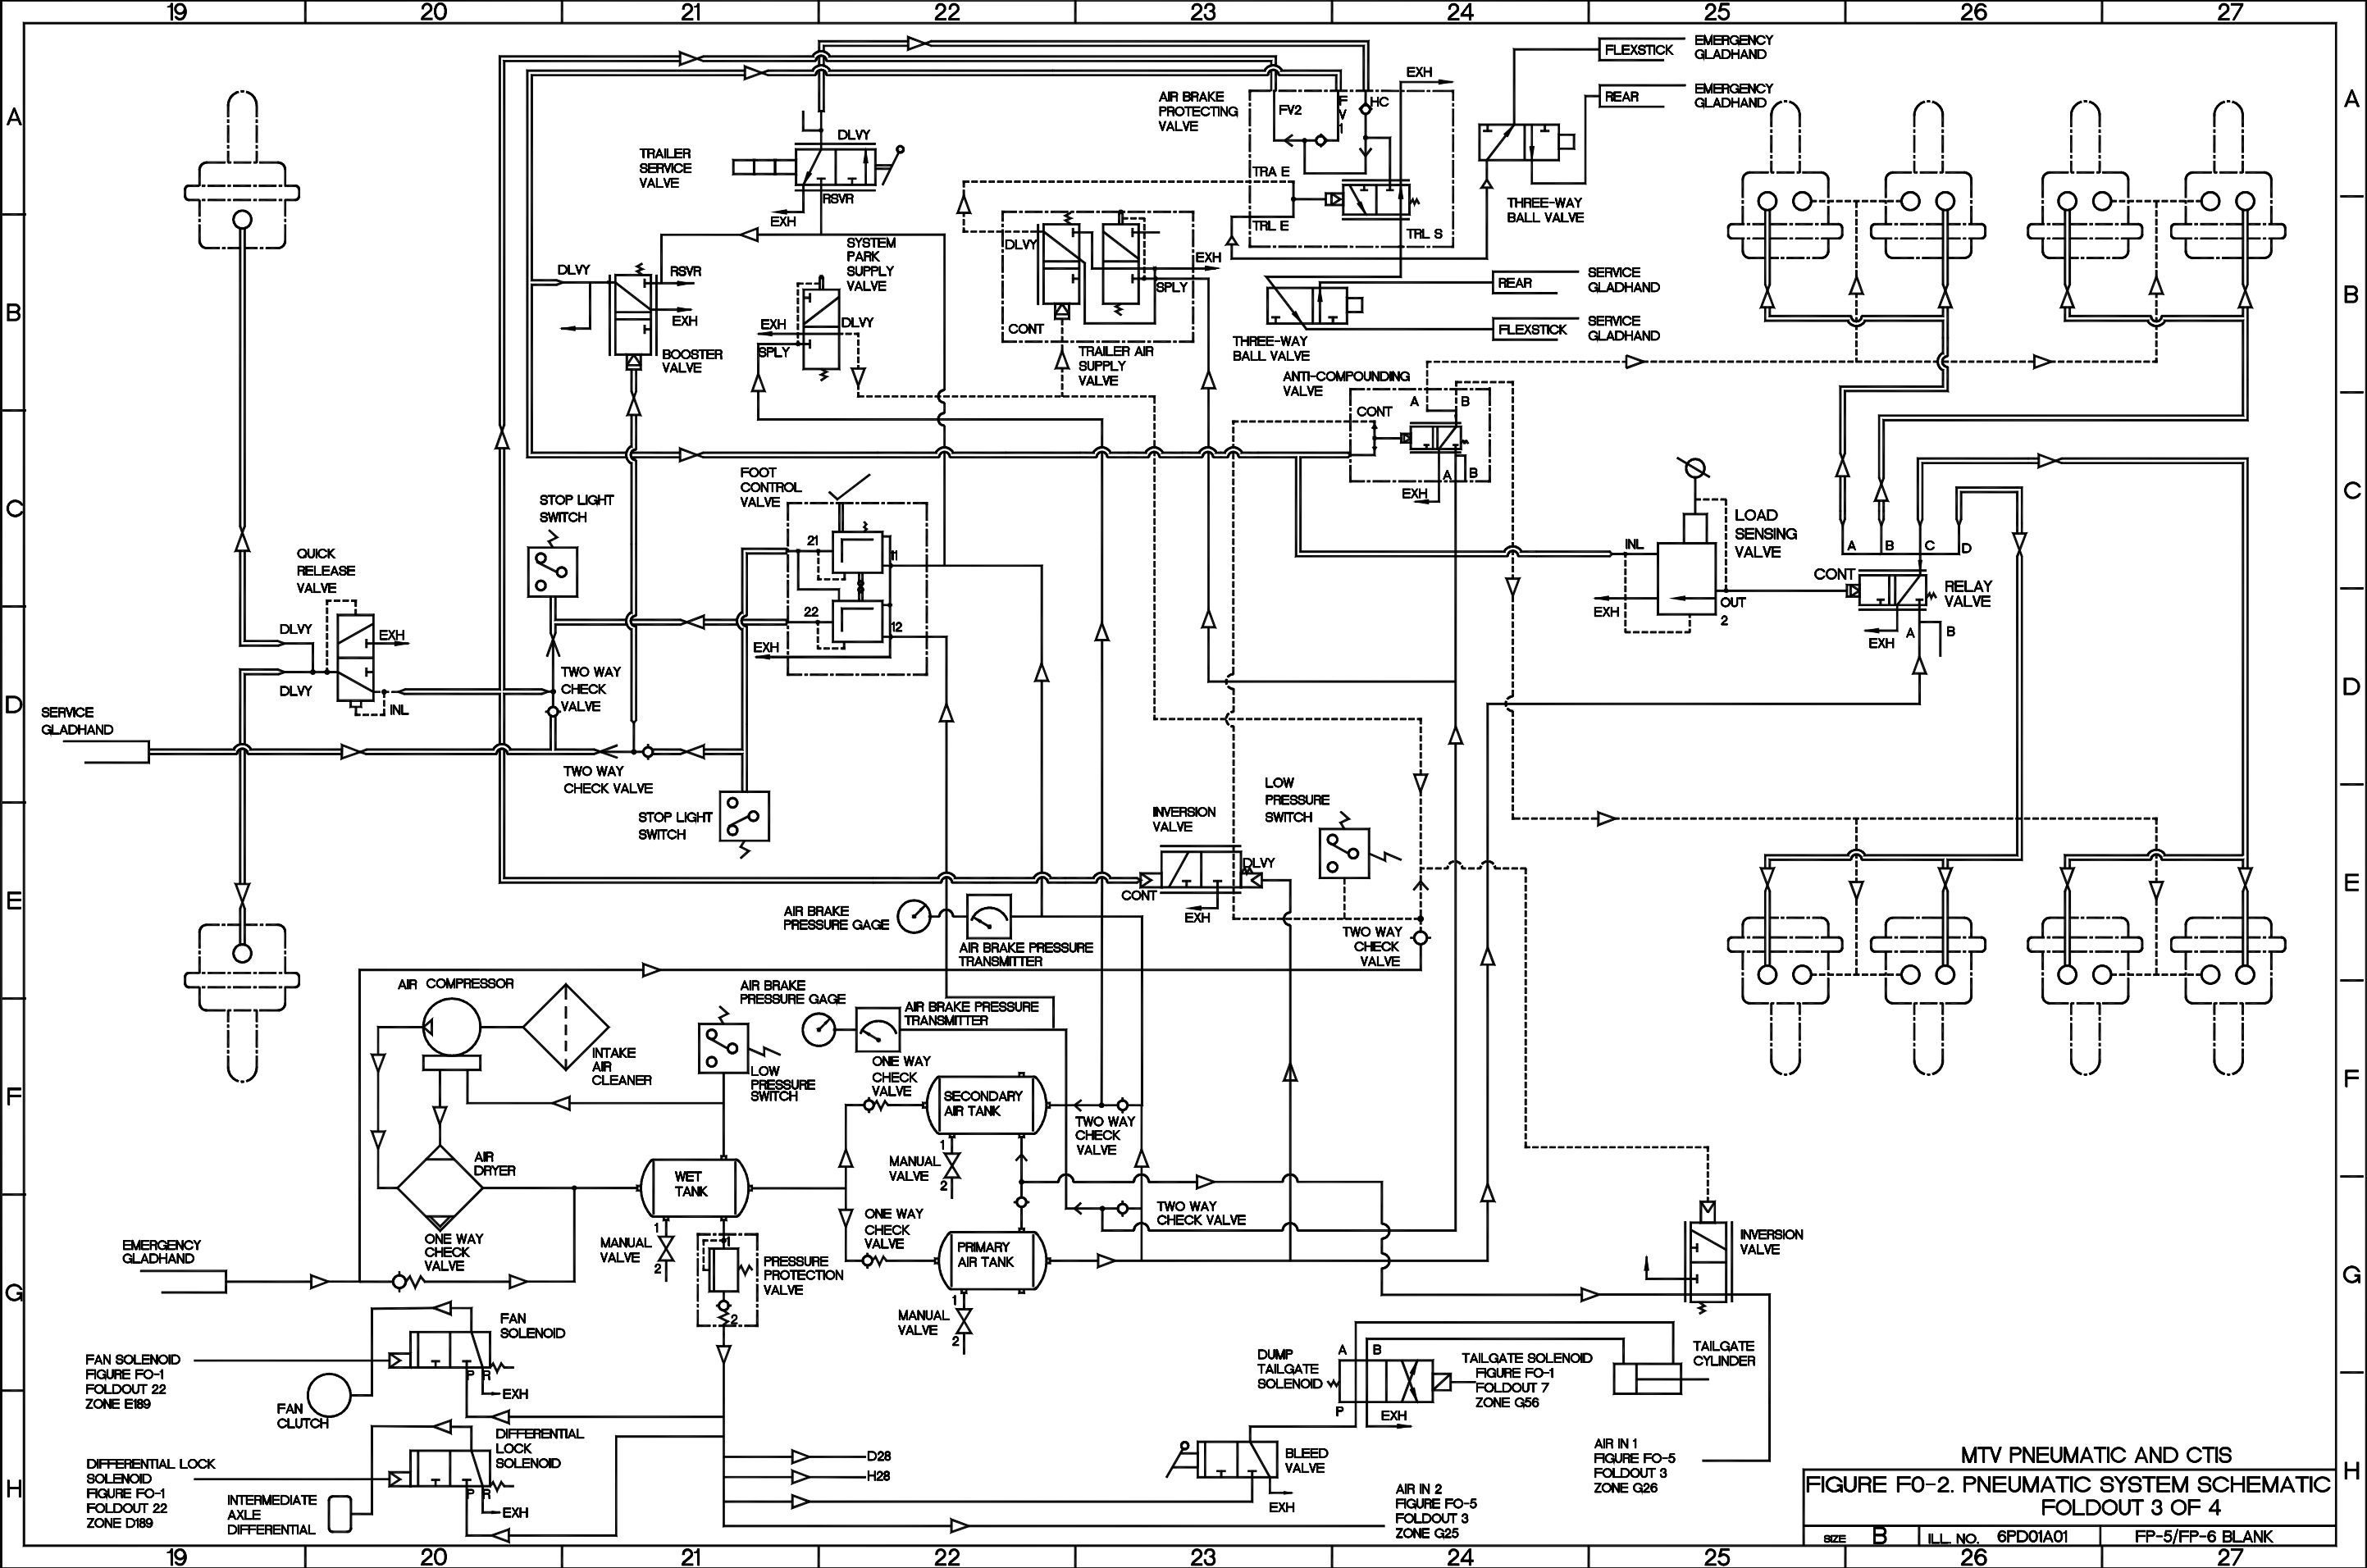 19 20 21 22 23 24 25 26 27
A
B
C
D
E
F
G
H
A
B
C
D
E
F
G
H
FLEXSTICK
EMERGENCY
GLADHAND
REAR
EMERGENCY
GLADHAND
EXH
AIR BRAKE
PROTECTING
VALVE
FV2
F
V
1
HC
TRA E
TRL E
TRL S
THREE-WAY
BALL VALVE
TRAILER
SERVICE
VALVE
DLVY
RSVR
EXH
SYSTEM
PARK
SUPPLY
VALVE
DLVY
EXH
SPLY
DLVY
RSVR
EXH
BOOSTER
VALVE
DLVY
EXH
SPLY
CONT
TRAILER AIR
SUPPLY
VALVE
REAR
SERVICE
GLADHAND
FLEXSTICK
SERVICE
GLADHAND
THREE-WAY
BALL VALVE
ANTI-COMPOUNDING
VALVE
A
B
CONT
A
B
EXH
FOOT
CONTROL
VALVE
21
11
22
12
EXH
STOP LIGHT
SWITCH
QUICK
RELEASE
VALVE
DLVY
EXH
DLVY
INL
TWO WAY
CHECK
VALVE
SERVICE
GLADHAND
TWO WAY
CHECK VALVE
STOP LIGHT
SWITCH
LOAD
SENSING
VALVE
INL
EXH
OUT
2
A
B
C
D
CONT
RELAY
VALVE
EXH
A
B
INVERSION
VALVE
DLVY
CONT
EXH
LOW
PRESSURE
SWITCH
TWO WAY
CHECK
VALVE
AIR BRAKE
PRESSURE GAGE
AIR BRAKE PRESSURE
TRANSMITTER
AIR COMPRESSOR
INTAKE
AIR
CLEANER
AIR BRAKE
PRESSURE GAGE
AIR BRAKE PRESSURE
TRANSMITTER
LOW
PRESSURE
SWITCH
ONE WAY
CHECK
VALVE
SECONDARY
AIR TANK
TWO WAY
CHECK
VALVE
MANUAL
VALVE
1
2
AIR
DRYER
WET
TANK
ONE WAY
CHECK
VALVE
PRIMARY
AIR TANK
TWO WAY
CHECK VALVE
MANUAL
VALVE
1
2
MANUAL
VALVE
1
2
1
PRESSURE
PROTECTION
VALVE
2
EMERGENCY
GLADHAND
ONE WAY
CHECK
VALVE
INVERSION
VALVE
FAN
SOLENOID
FAN SOLENOID
FIGURE FO-1
FOLDOUT 22
ZONE E189
P R
EXH
FAN
CLUTCH
DIFFERENTIAL
LOCK
SOLENOID
DIFFERENTIAL LOCK
SOLENOID
FIGURE FO-1
FOLDOUT 22
ZONE D189
P R
EXH
INTERMEDIATE
AXLE
DIFFERENTIAL
D28
H28
DUMP
TAILGATE
SOLENOID
A
B
P
EXH
TAILGATE SOLENOID
FIGURE FO-1
FOLDOUT 7
ZONE G56
TAILGATE
CYLINDER
BLEED
VALVE
EXH
AIR IN 2
FIGURE FO-5
FOLDOUT 3
ZONE G25
AIR IN 1
FIGURE FO-5
FOLDOUT 3
ZONE G26
MTV PNEUMATIC AND CTIS
FIGURE FO-2. PNEUMATIC SYSTEM SCHEMATIC
FOLDOUT 3 OF 4
SIZE B ILL. NO. 6PD01A01 FP-5/FP-6 BLANK
19 20 21 22 23 24 25 26 27